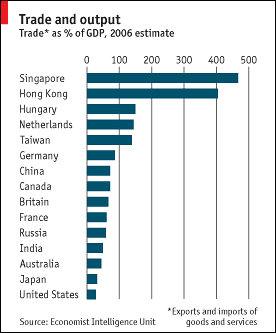 Trade and output
Trade* as % of GDP, 2006 estimate
0 100 200 300 400 500
Singapore
Hong Kong
Hungary
Netherlands
Taiwan
Germany
China
Canada
Britain
France
Russia
India
Australia
Japan
United States
*Exports and imports of
Source: Economist Intelligence Unit goods and services